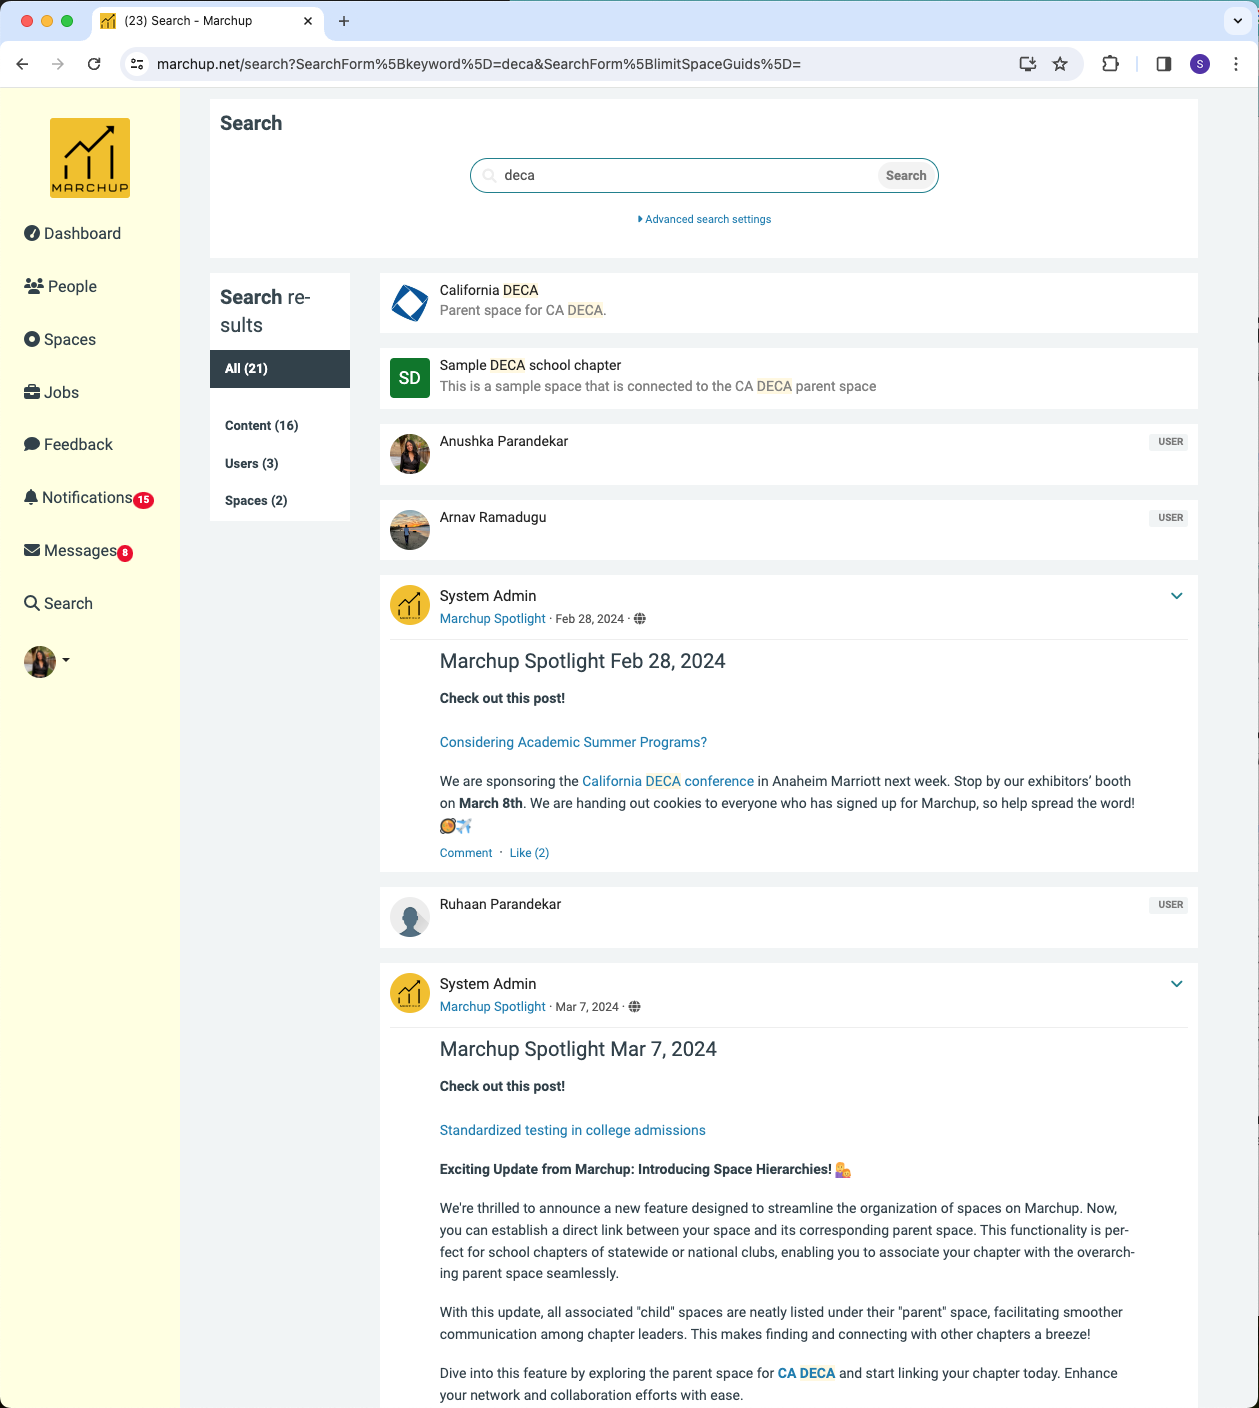 (23) Search - Marchup
marchup.net/search?SearchForm%5Bkeyword%5D=deca&SearchForm%5BlimitSpaceGuids%5D=
S
MARCHUP
Dashboard
People
Spaces
Jobs
Feedback
Notifications 15
Messages 8
Search
Search
deca
Search
Advanced search settings
Search re-
sults
All (21)
Content (16)
Users (3)
Spaces (2)
California DECA
Parent space for CA DECA.
SD
Sample DECA school chapter
This is a sample space that is connected to the CA DECA parent space
Anushka Parandekar
USER
Arnav Ramadugu
USER
System Admin
Marchup Spotlight · Feb 28, 2024 ·
Marchup Spotlight Feb 28, 2024
Check out this post!
Considering Academic Summer Programs?
We are sponsoring the California DECA conference in Anaheim Marriott next week. Stop by our exhibitors’ booth
on March 8th. We are handing out cookies to everyone who has signed up for Marchup, so help spread the word!
🥘✈️
Comment · Like (2)
Ruhaan Parandekar
USER
System Admin
Marchup Spotlight · Mar 7, 2024 ·
Marchup Spotlight Mar 7, 2024
Check out this post!
Standardized testing in college admissions
Exciting Update from Marchup: Introducing Space Hierarchies!
We're thrilled to announce a new feature designed to streamline the organization of spaces on Marchup. Now,
you can establish a direct link between your space and its corresponding parent space. This functionality is per-
fect for school chapters of statewide or national clubs, enabling you to associate your chapter with the overarch-
ing parent space seamlessly.
With this update, all associated "child" spaces are neatly listed under their "parent" space, facilitating smoother
communication among chapter leaders. This makes finding and connecting with other chapters a breeze!
Dive into this feature by exploring the parent space for CA DECA and start linking your chapter today. Enhance
your network and collaboration efforts with ease.